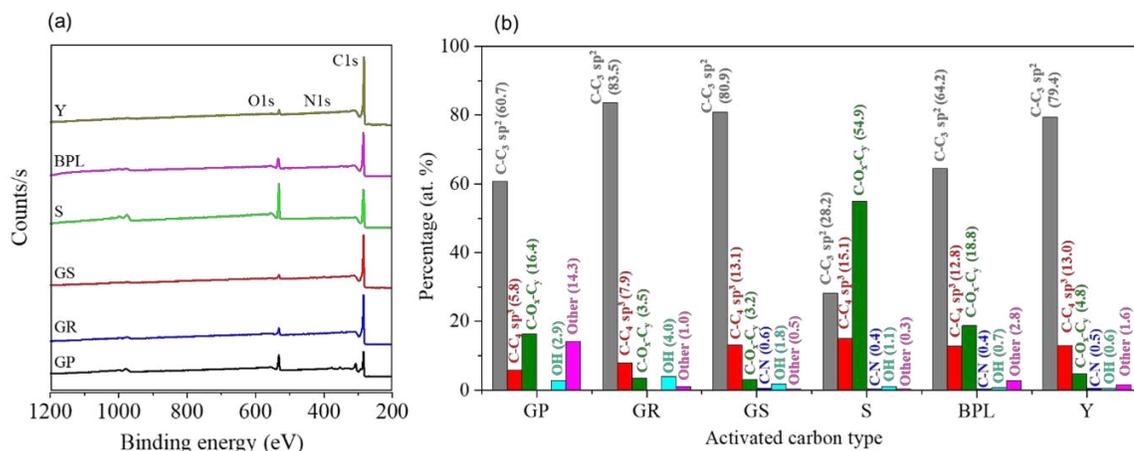 (a)
C1s
O1s
N1s
Y
BPL
S
GS
GR
GP
Counts/s
1200
1000
800
600
400
200
Binding energy (eV)
(b)
100
80
60
40
20
0
Percentage (at. %)
C-C₃ sp² (60.7)
C-C₄ sp³ (5.8)
C-Oₓ-Cᵧ (16.4)
OH (2.9)
Other (14.3)
C-C₃ sp²
(83.5)
C-C₄ sp³ (7.9)
C-Oₓ-Cᵧ (3.5)
OH (4.0)
Other (1.0)
C-C₃ sp²
(80.9)
C-C₄ sp³ (13.1)
C-Oₓ-Cᵧ (3.2)
C-N (0.6)
OH (1.8)
Other (0.5)
C-C₃ sp² (28.2)
C-C₄ sp³ (15.1)
C-Oₓ-Cᵧ (54.9)
C-N (0.4)
OH (1.1)
Other (0.3)
C-C₃ sp² (64.2)
C-C₄ sp³ (12.8)
C-Oₓ-Cᵧ (18.8)
C-N (0.4)
OH (0.7)
Other (2.8)
C-C₃ sp²
(79.4)
C-C₄ sp³ (13.0)
C-Oₓ-Cᵧ (4.8)
C-N (0.5)
OH (0.6)
Other (1.6)
GP
GR
GS
S
BPL
Y
Activated carbon type